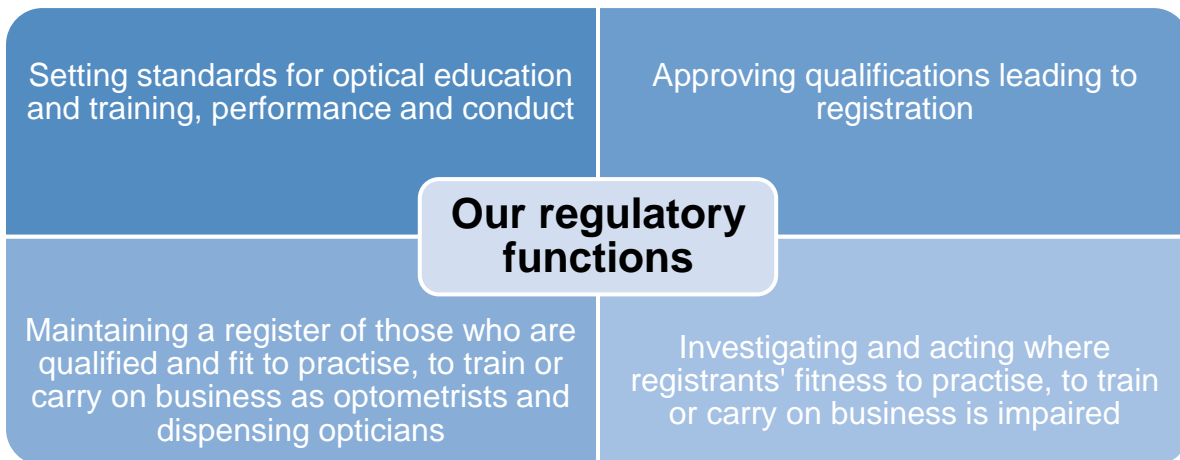 Setting standards for optical education
and training, performance and conduct
Approving qualifications leading to
registration
Our regulatory
functions
Maintaining a register of those who are
qualified and fit to practise, to train or
carry on business as optometrists and
dispensing opticians
Investigating and acting where
registrants' fitness to practise, to train
or carry on business is impaired